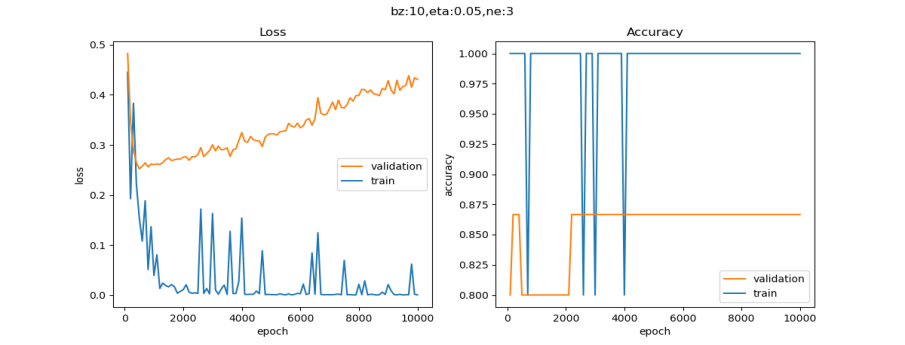 bz:10,eta:0.05,ne:3
Loss
0.5
0.4
0.3
0.2
0.1
0.0
loss
validation
train
0
2000
4000
6000
8000
10000
epoch
Accuracy
1.000
0.975
0.950
0.925
0.900
0.875
0.850
0.825
0.800
accuracy
validation
train
0
2000
4000
6000
8000
10000
epoch